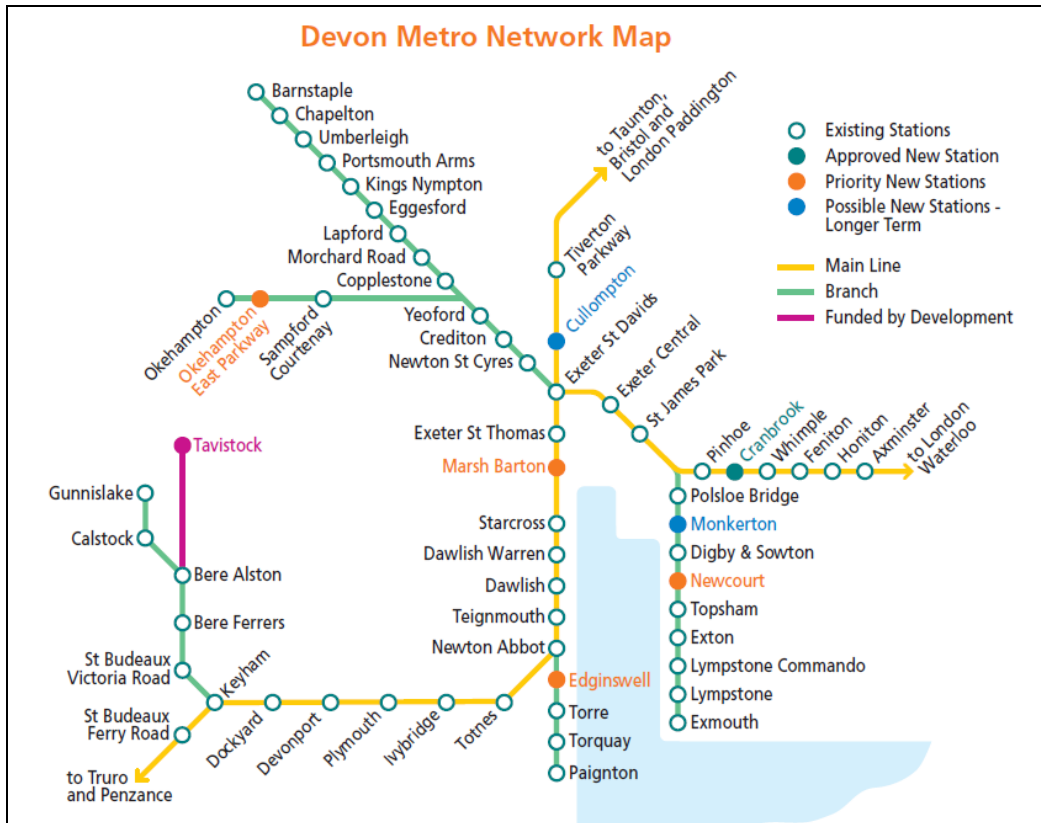 Devon Metro Network Map
Barnstaple
Chapelton
Umberleigh
Portsmouth Arms
Kings Nympton
Eggesford
Lapford
Morchard Road
Copplestone
Yeoford
Crediton
Newton St Cyres
Okehampton
Okehampton
East Parkway
Sampford
Courtenay
to Taunton,
Bristol and
London Paddington
Tiverton
Parkway
Cullompton
Exeter St Davids
Exeter Central
St James Park
Existing Stations
Approved New Station
Priority New Stations
Possible New Stations -
Longer Term
Main Line
Branch
Funded by Development
Pinhoe
Cranbrook
Whimple
Feniton
Honiton
Axminster
to London
Waterloo
Exeter St Thomas
Marsh Barton
Starcross
Dawlish Warren
Dawlish
Teignmouth
Newton Abbot
Edginswell
Torre
Torquay
Paignton
Polsloe Bridge
Monkerton
Digby & Sowton
Newcourt
Topsham
Exton
Lympstone Commando
Lympstone
Exmouth
Tavistock
Gunnislake
Calstock
Bere Alston
Bere Ferrers
St Budeaux
Victoria Road
Keyham
St Budeaux
Ferry Road
Dockyard
Devonport
Plymouth
Ivybridge
Totnes
to Truro
and Penzance